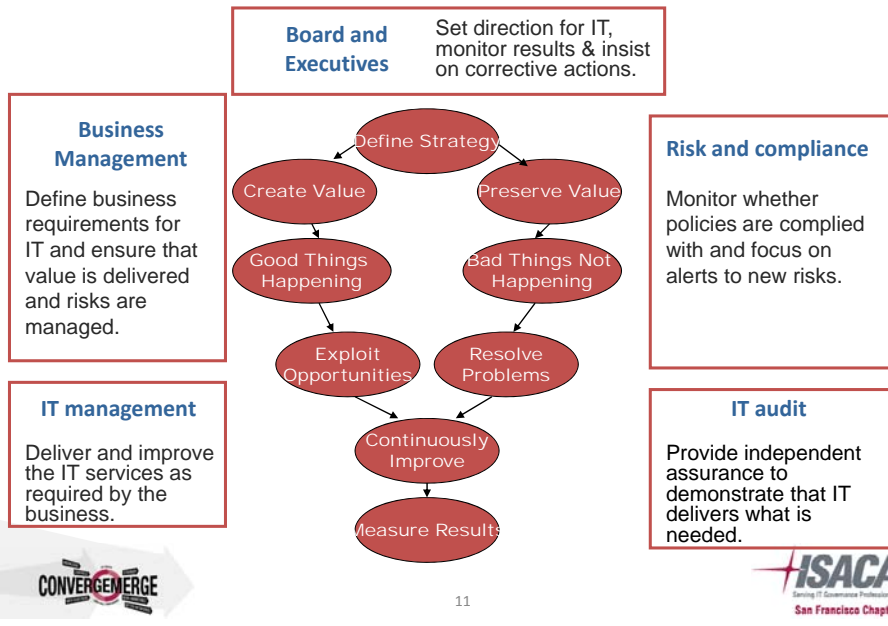 Board and
Executives
Set direction for IT,
monitor results & insist
on corrective actions.
Business
Management
Define business
requirements for
IT and ensure that
value is delivered
and risks are
managed.
Define Strategy
Create Value
Preserve Value
Good Things
Happening
Bad Things Not
Happening
Exploit
Opportunities
Resolve
Problems
Continuously
Improve
Measure Results
Risk and compliance
Monitor whether
policies are complied
with and focus on
alerts to new risks.
IT management
Deliver and improve
the IT services as
required by the
business.
IT audit
Provide independent
assurance to
demonstrate that IT
delivers what is
needed.
CONVERGEMERGE
11
ISACA
Serving IT Governance Profession
San Francisco Chapt